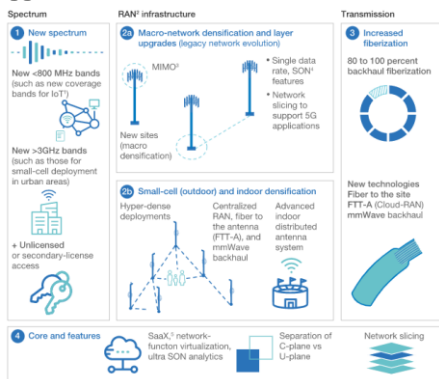 Spectrum
RAN² infrastructure
Transmission
1 New spectrum
New <800 MHz bands
(such as new coverage
bands for IoT¹)
New >3GHz bands
(such as those for
small-cell deployment
in urban areas)
+ Unlicensed
or secondary-license
access
2a Macro-network densification and layer
upgrades (legacy network evolution)
MIMO³
New sites
(macro
densification)
• Single data
rate, SON⁴
features
• Network
slicing to
support 5G
applications
2b Small-cell (outdoor) and indoor densification
Hyper-dense
deployments
Centralized
RAN, fiber to
the antenna
(FTT-A), and
mmWave
backhaul
Advanced
indoor
distributed
antenna
system
3 Increased
fiberization
80 to 100 percent
backhaul fiberization
New technologies
Fiber to the site
FTT-A (Cloud-RAN)
mmWave backhaul
4 Core and features
SaaX,⁵ network-
functon virtualization,
ultra SON analytics
Separation of
C-plane vs
U-plane
Network slicing